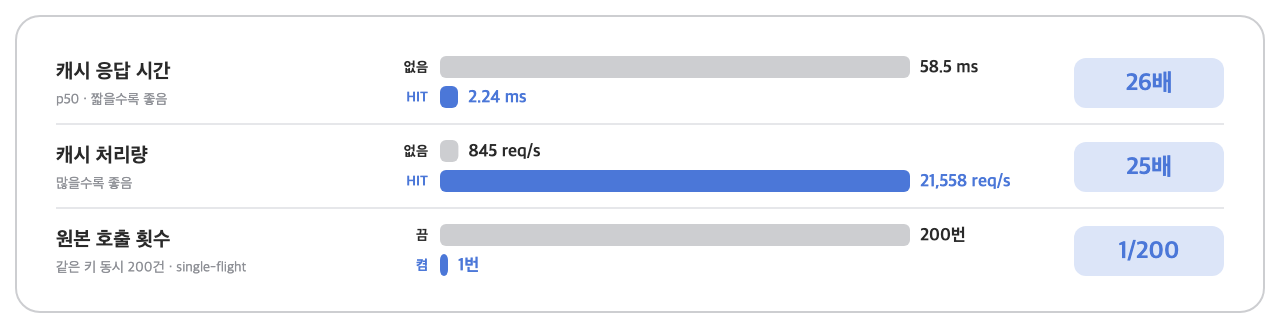 캐시 응답 시간
p50 · 짧을수록 좋음
없음 58.5 ms
HIT 2.24 ms
26배
캐시 처리량
많을수록 좋음
없음 845 req/s
HIT 21,558 req/s
25배
원본 호출 횟수
같은 키 동시 200건 · single-flight
끔 200번
켬 1번
1/200